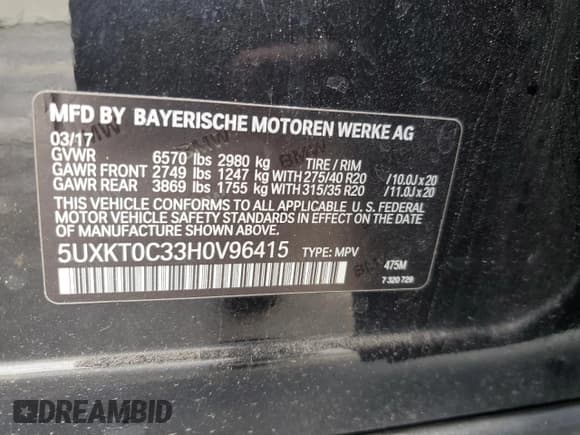 MFD BY BAYERISCHE MOTOREN WERKE AG
03/17
GVWR 6570 lbs 2980 kg TIRE / RIM
GAWR FRONT 2749 lbs 1247 kg WITH 275/40 R20 /10.0J x 20
GAWR REAR 3869 lbs 1755 kg WITH 315/35 R20 /11.0J x 20
THIS VEHICLE CONFORMS TO ALL APPLICABLE U. S. FEDERAL
MOTOR VEHICLE SAFETY STANDARDS IN EFFECT ON THE DATE
OF MANUFACTURE SHOWN ABOVE.
5UXKT0C33H0V96415 TYPE: MPV
475M
7 320 729
DREAMBID